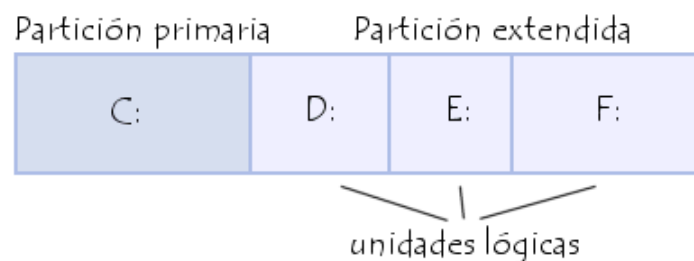 Partición primaria
Partición extendida
C:
D:
E:
F:
unidades lógicas